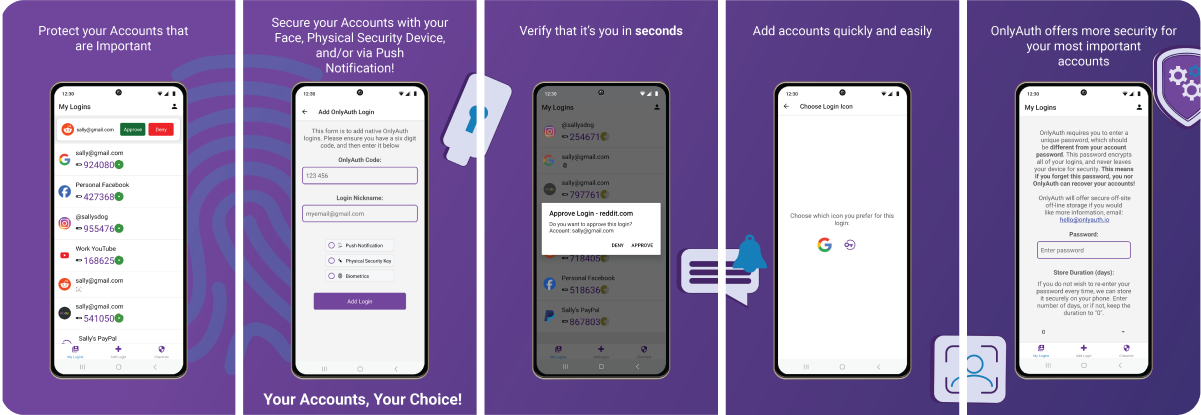 Protect your Accounts that
are Important
12:30
My Logins
sally@gmail.com
Approve
Deny
sally@gmail.com
924080
Personal Facebook
427368
@sallysdog
955476
Work YouTube
168625
sally@gmail.com
sally@gmail.com
541050
Sally's PayPal
My Logins
Add Login
Secure your Accounts with your
Face, Physical Security Device,
and/or via Push
Notification!
12:30
Add OnlyAuth Login
This form is to add native OnlyAuth
logins. Please ensure you have a six digit
code, and then enter it below
OnlyAuth Code:
123 456
Login Nickname:
myemail@gmail.com
Push Notification
Physical Security Key
Biometrics
Add Login
Your Accounts, Your Choice!
Verify that it's you in seconds
12:30
My Logins
@sallysdog
254671
sally@gmail.com
sally@gmail.com
797761
Approve Login - reddit.com
Do you want to approve this login?
Account: sally@gmail.com
DENY
APPROVE
718405
Personal Facebook
518636
Sally's PayPal
867803
My Logins
Add Login
Add accounts quickly and easily
12:30
Choose Login Icon
Choose which icon you prefer for this
login:
OnlyAuth offers more security for
your most important
accounts
12:30
My Logins
OnlyAuth requires you to enter a
unique password, which should
be different from your account
password. This password encrypts
all of your logins, and never leaves
your device for security. This means
if you forget this password, you nor
OnlyAuth can recover your accounts!
OnlyAuth will offer secure off-site
off-line storage if you would
like more information, email:
hello@onlyauth.io
Password:
Enter password
Store Duration (days):
If you do not wish to re-enter your
password every time, we can store
it securely on your phone. Enter
number of days, or if not, keep the
duration to "0".
0
My Logins
Add Login